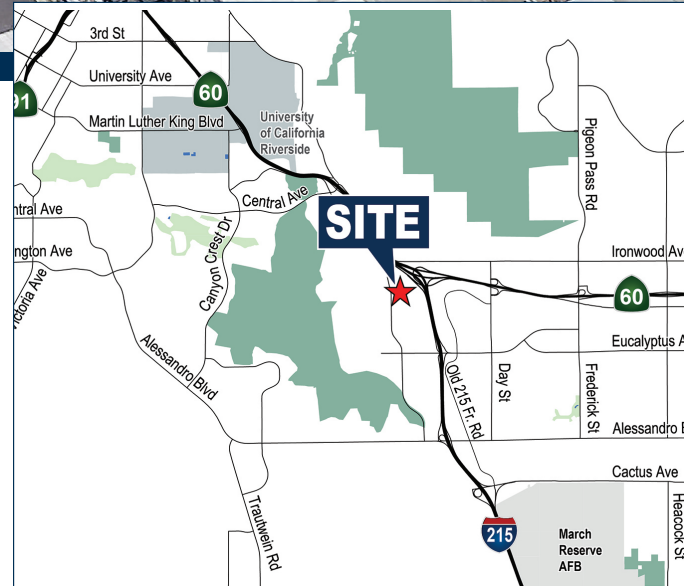 3rd St
University Ave
91
60
Martin Luther King Blvd
University
of California
Riverside
Pigeon Pass Rd
Central Ave
SITE
ntral Ave
ngton Ave
Canyon Crest Dr
Ironwood Av
ictoria Ave
60
Eucalyptus A
Alessandro Blvd
Old 215 Fr. Rd
Day St
Frederick St
Alessandro B
Cactus Ave
Trautwein Rd
Heacock St
215
March
Reserve
AFB